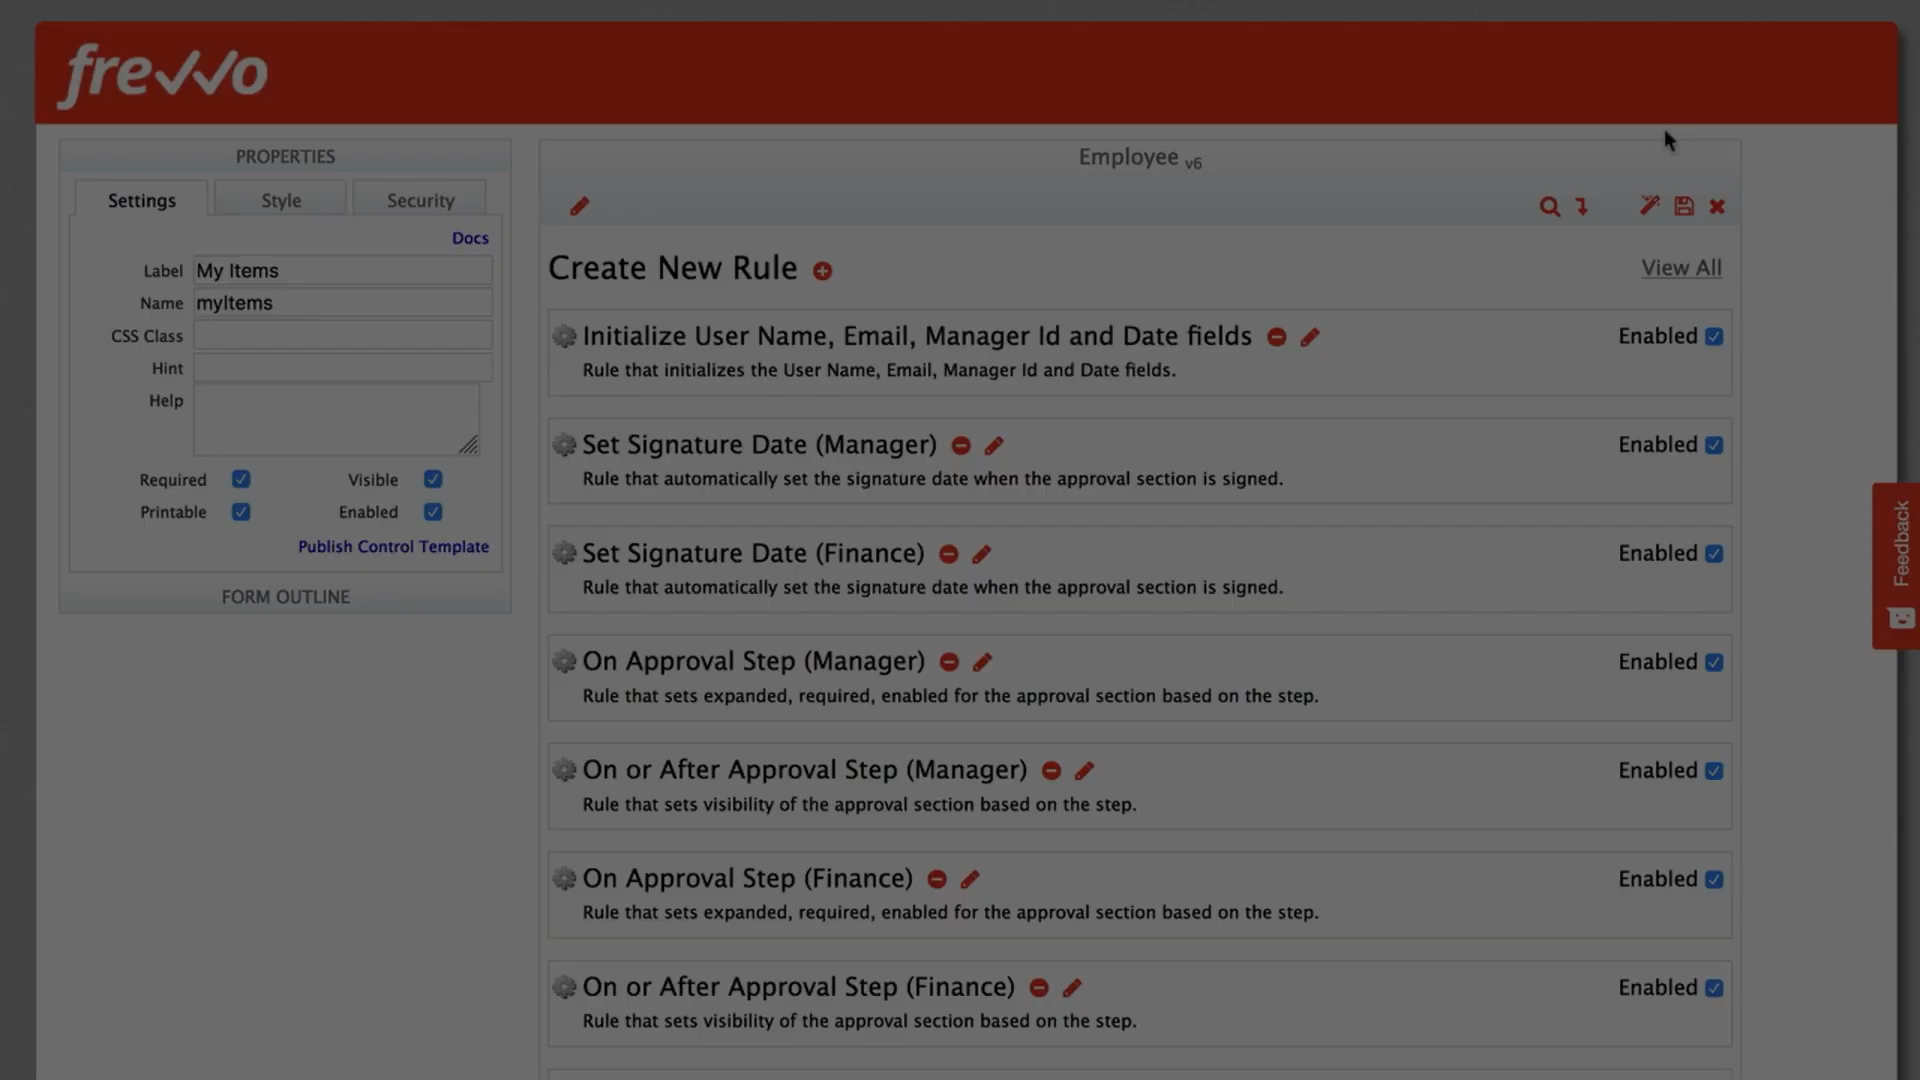 frevvo
PROPERTIES
Settings
Style
Security
Docs
Label My Items
Name myItems
CSS Class
Hint
Help
Required
Visible
Printable
Enabled
Publish Control Template
FORM OUTLINE
Employee v6
Create New Rule
View All
Initialize User Name, Email, Manager Id and Date fields
Enabled
Rule that initializes the User Name, Email, Manager Id and Date fields.
Set Signature Date (Manager)
Enabled
Rule that automatically set the signature date when the approval section is signed.
Set Signature Date (Finance)
Enabled
Rule that automatically set the signature date when the approval section is signed.
On Approval Step (Manager)
Enabled
Rule that sets expanded, required, enabled for the approval section based on the step.
On or After Approval Step (Manager)
Enabled
Rule that sets visibility of the approval section based on the step.
On Approval Step (Finance)
Enabled
Rule that sets expanded, required, enabled for the approval section based on the step.
On or After Approval Step (Finance)
Enabled
Rule that sets visibility of the approval section based on the step.
Feedback